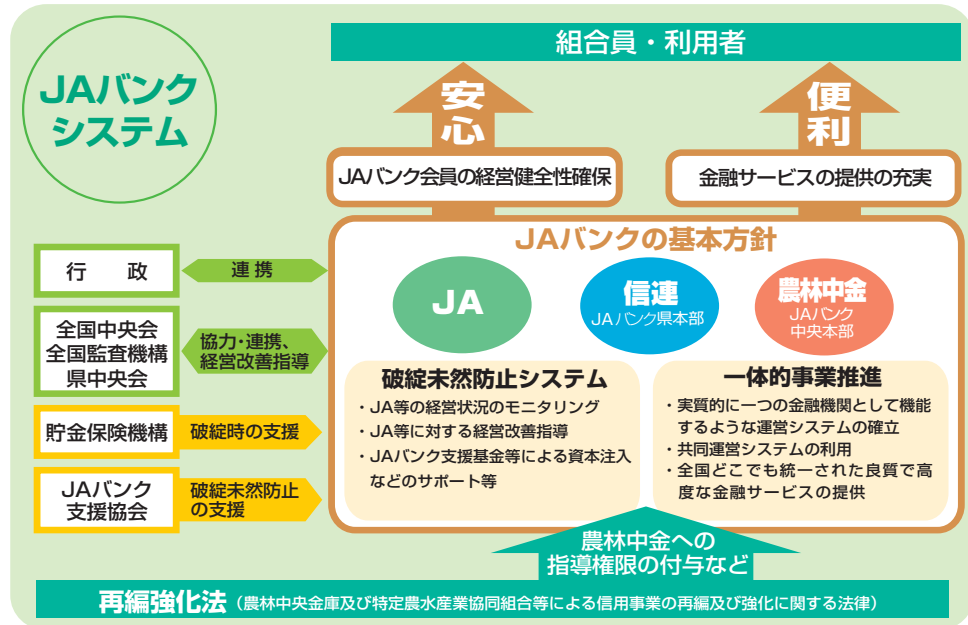 JAバンク
システム
組合員・利用者
安心
便利
JAバンク会員の経営健全性確保
金融サービスの提供の充実
JAバンクの基本方針
行　政
連 携
JA
信連
JAバンク県本部
農林中金
JAバンク
中央本部
全国中央会
全国監査機構
県中央会
協力・連携、
経営改善指導
貯金保険機構
破綻時の支援
JAバンク
支援協会
破綻未然防止
の支援
破綻未然防止システム
・JA等の経営状況のモニタリング
・JA等に対する経営改善指導
・JAバンク支援基金等による資本注入
などのサポート等
一体的事業推進
・実質的に一つの金融機関として機能
するような運営システムの確立
・共同運営システムの利用
・全国どこでも統一された良質で高
度な金融サービスの提供
農林中金への
指導権限の付与など
再編強化法（農林中央金庫及び特定農水産業協同組合等による信用事業の再編及び強化に関する法律）